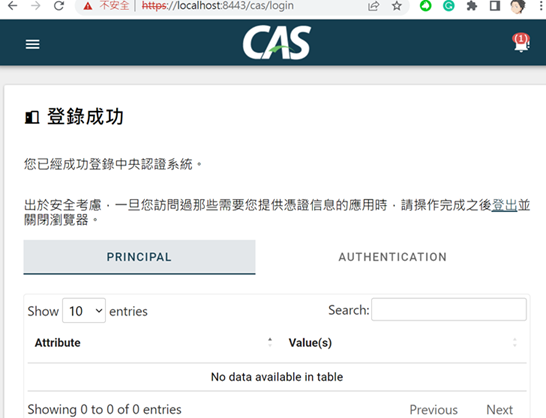 不安全 https://localhost:8443/cas/login
CAS
(1)
登錄成功
您已經成功登錄中央認證系統。
出於安全考慮，一旦您訪問過那些需要您提供憑證信息的應用時，請操作完成之後登出並
關閉瀏覽器。
PRINCIPAL AUTHENTICATION
Show 10 entries Search:
Attribute Value(s)
No data available in table
Showing 0 to 0 of 0 entries Previous Next